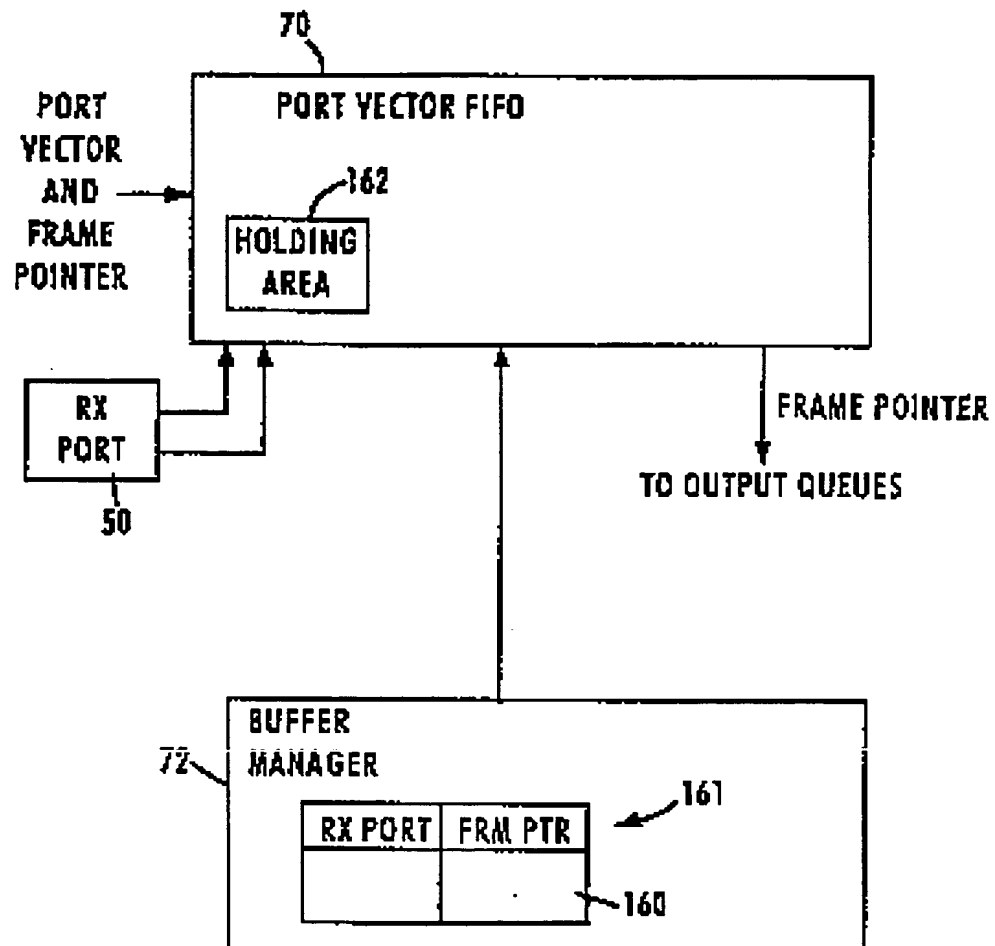 70
PORT VECTOR FIFO
PORT
VECTOR
AND
FRAME
POINTER
162
HOLDING
AREA
RX
PORT
50
FRAME POINTER
TO OUTPUT QUEUES
BUFFER
MANAGER
72
161
RX PORT FRM PTR
160